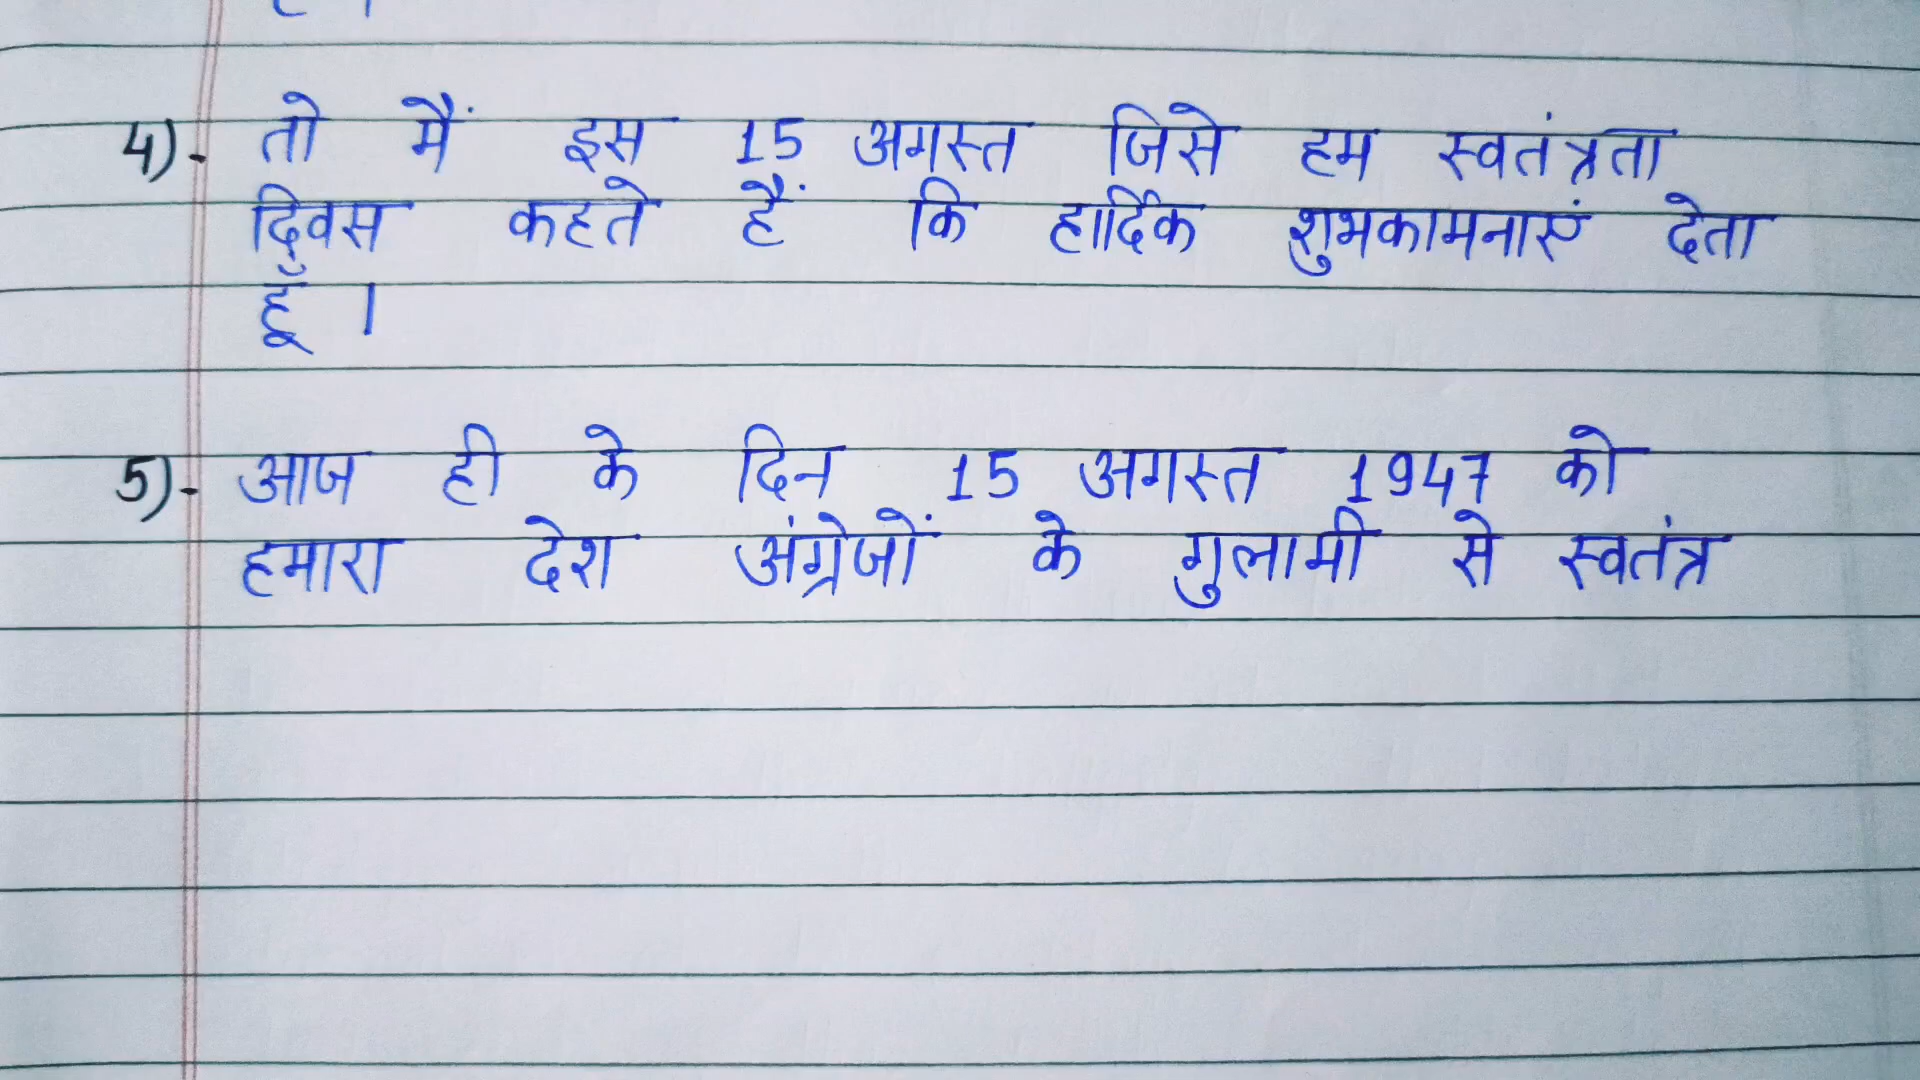 4)- तो मैं इस 15 अगस्त जिसे हम स्वतंत्रता
दिवस कहते हैं कि हार्दिक शुभकामनाएं देता
हूँ ।
5)- आज ही के दिन 15 अगस्त 1947 को
हमारा देश अंग्रेजों के गुलामी से स्वतंत्र